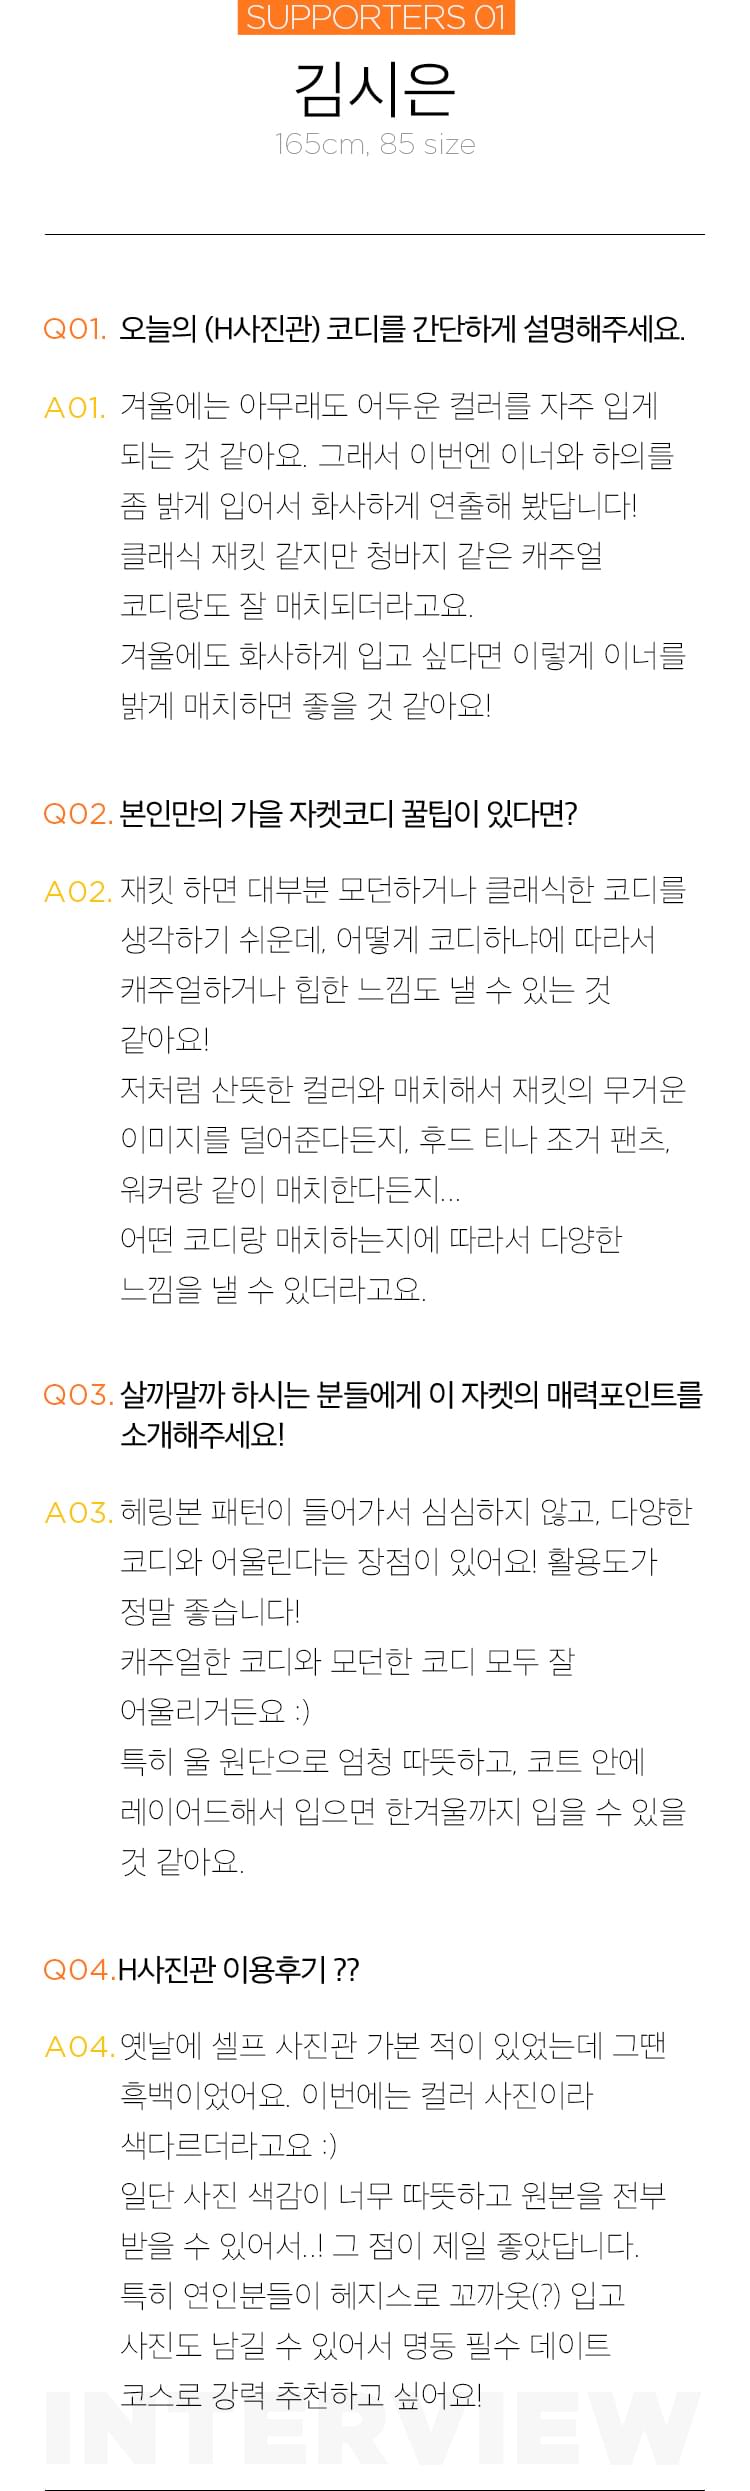 SUPPORTERS 01
김시은
165cm, 85 size
Q01. 오늘의 (H사진관) 코디를 간단하게 설명해주세요.
A01. 겨울에는 아무래도 어두운 컬러를 자주 입게
되는 것 같아요. 그래서 이번엔 이너와 하의를
좀 밝게 입어서 화사하게 연출해 봤답니다!
클래식 재킷 같지만 청바지 같은 캐주얼
코디랑도 잘 매치되더라고요.
겨울에도 화사하게 입고 싶다면 이렇게 이너를
밝게 매치하면 좋을 것 같아요!
Q02. 본인만의 가을 자켓코디 꿀팁이 있다면?
A02. 재킷 하면 대부분 모던하거나 클래식한 코디를
생각하기 쉬운데, 어떻게 코디하냐에 따라서
캐주얼하거나 힙한 느낌도 낼 수 있는 것
같아요!
저처럼 산뜻한 컬러와 매치해서 재킷의 무거운
이미지를 덜어준다든지, 후드 티나 조거 팬츠,
워커랑 같이 매치한다든지...
어떤 코디랑 매치하는지에 따라서 다양한
느낌을 낼 수 있더라고요.
Q03. 살까말까 하시는 분들에게 이 자켓의 매력포인트를
소개해주세요!
A03. 헤링본 패턴이 들어가서 심심하지 않고, 다양한
코디와 어울린다는 장점이 있어요! 활용도가
정말 좋습니다!
캐주얼한 코디와 모던한 코디 모두 잘
어울리거든요 :)
특히 울 원단으로 엄청 따뜻하고, 코트 안에
레이어드해서 입으면 한겨울까지 입을 수 있을
것 같아요.
Q04. H사진관 이용후기 ??
A04. 옛날에 셀프 사진관 가본 적이 있었는데 그땐
흑백이었어요. 이번에는 컬러 사진이라
색다르더라고요 :)
일단 사진 색감이 너무 따뜻하고 원본을 전부
받을 수 있어서..! 그 점이 제일 좋았답니다.
특히 연인분들이 헤지스로 꼬까옷(?) 입고
사진도 남길 수 있어서 명동 필수 데이트
코스로 강력 추천하고 싶어요!
INTERVIEW